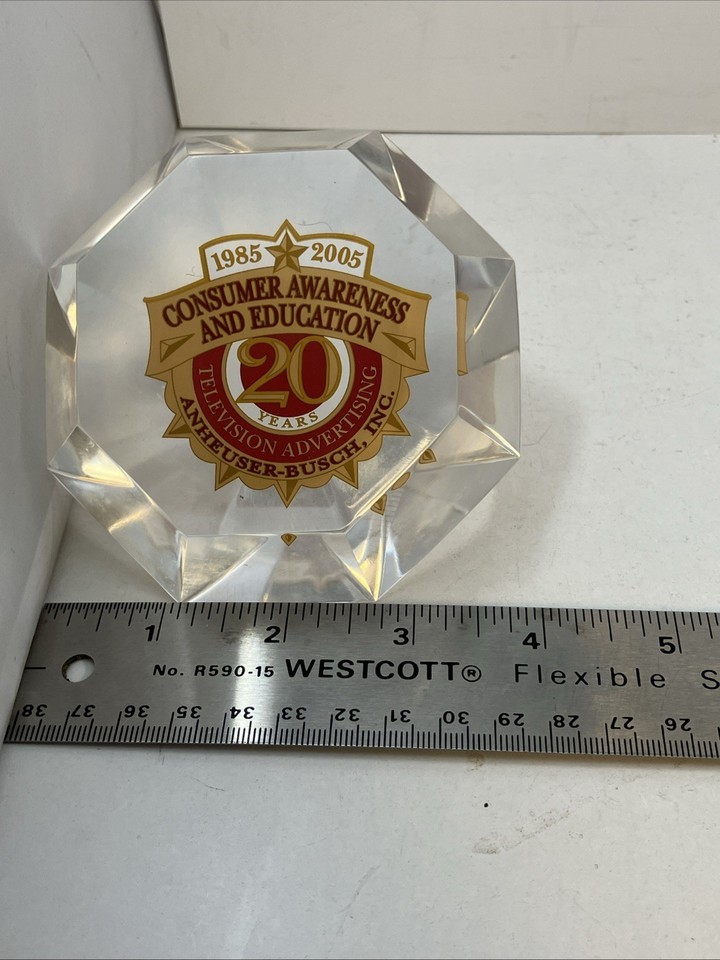 1985 2005
CONSUMER AWARENESS
AND EDUCATION
20
YEARS
TELEVISION ADVERTISING
ANHEUSER-BUSCH, INC.
1 2 3 4 5
No. R590-15 WESTCOTT® Flexible S
38 37 36 35 34 33 32 31 30 29 28 27 26